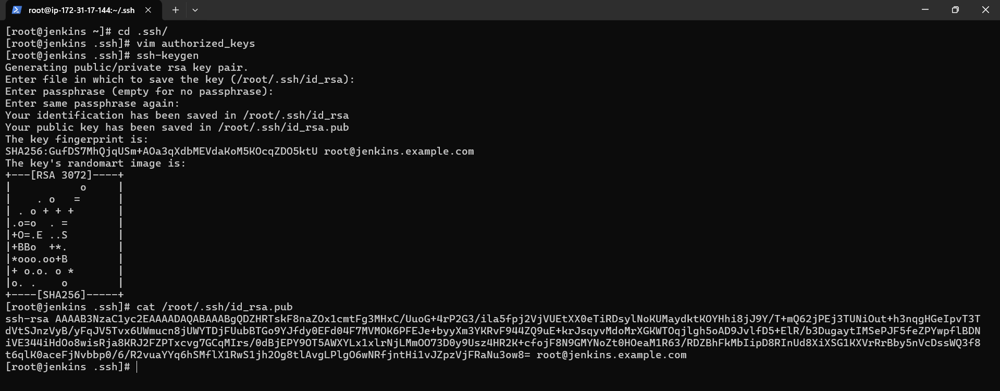 root@ip-172-31-17-144:~/.ssh
[root@jenkins ~]# cd .ssh/
[root@jenkins .ssh]# vim authorized_keys
[root@jenkins .ssh]# ssh-keygen
Generating public/private rsa key pair.
Enter file in which to save the key (/root/.ssh/id_rsa):
Enter passphrase (empty for no passphrase):
Enter same passphrase again:
Your identification has been saved in /root/.ssh/id_rsa
Your public key has been saved in /root/.ssh/id_rsa.pub
The key fingerprint is:
SHA256:GufDS7MhQjqUSm+AOa3qXdbMEVdaKoM5KOcqZDO5ktU root@jenkins.example.com
The key's randomart image is:
+---[RSA 3072]----+
|            o     |
|    . o   =      |
| . o + + +       |
|.o=o  . =        |
|+O=.E ..S        |
|+BBo  +*.        |
|*ooo.oo+B        |
|+ o.o. o *       |
|o. .    o        |
+----[SHA256]-----+
[root@jenkins .ssh]# cat /root/.ssh/id_rsa.pub
ssh-rsa AAAAB3NzaC1yc2EAAAADAQABAAABgQDZHRTskF8naZOx1cmtFg3MHxC/UuoG+4rP2G3/ila5fpj2VjVUEtXX0eTiRDsylNoKUMaydktKOYHhi8jJ9Y/T+mQ62jPEj3TUNiOut+h3nqgHGeIpvT3T
dVtSJnzVyB/yFqJV5Tvx6UWmucn8jUWYTDjFUubBTGo9YJfdy0EFd04F7MVMOK6PFEJe+byyXm3YKRvF944ZQ9uE+krJsqyvMdoMrXGKWTOqjlgh5oAD9JvlfD5+ElR/b3DugaytIMSePJF5feZPYwpflBDN
iVE344iHdOo8wisRja8KRJ2FZPTxcvg7GCqMIrs/0dBjEPY9OT5AWXYLx1xlrNjLMmOO73D0y9Usz4HR2K+cfojF8N9GMYNoZt0HOeaM1R63/RDZBhFkMbIipD8RInUd8XiXSG1KXVrRrBby5nVcDssWQ3f8
t6qlK0aceFjNvbbp0/6/R2vuaYYq6hSMflX1RwS1jh2Og8tlAvgLPlgO6wNRfjntHi1vJZpzVjFRaNu3ow8= root@jenkins.example.com
[root@jenkins .ssh]#